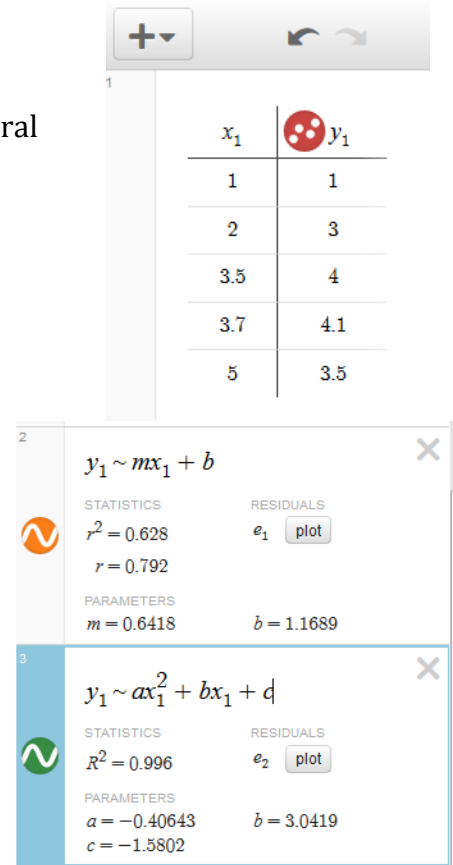 1
ral
x₁ y₁
1 1
2 3
3.5 4
3.7 4.1
5 3.5
2
y₁ ~ mx₁ + b
STATISTICS RESIDUALS
r² = 0.628 e₁ plot
r = 0.792
PARAMETERS
m = 0.6418 b = 1.1689
3
y₁ ~ ax₁² + bx₁ + c
STATISTICS RESIDUALS
R² = 0.996 e₂ plot
PARAMETERS
a = −0.40643 b = 3.0419
c = −1.5802